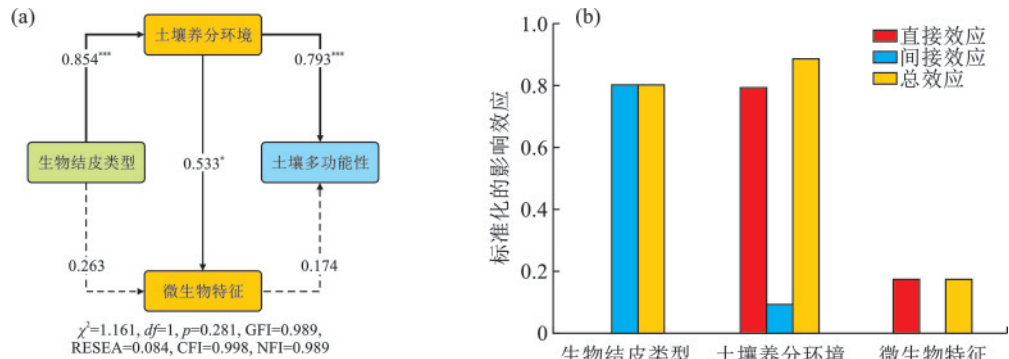 (a)
土壤养分环境
0.854***
0.793***
生物结皮类型
0.533*
土壤多功能性
0.263
0.174
微生物特征
χ²=1.161, df=1, p=0.281, GFI=0.989,
RESEA=0.084, CFI=0.998, NFI=0.989
(b)
标准化的影响效应
1.0
0.8
0.6
0.4
0.2
0
直接效应
间接效应
总效应
生物结皮类型
土壤养分环境
微生物特征